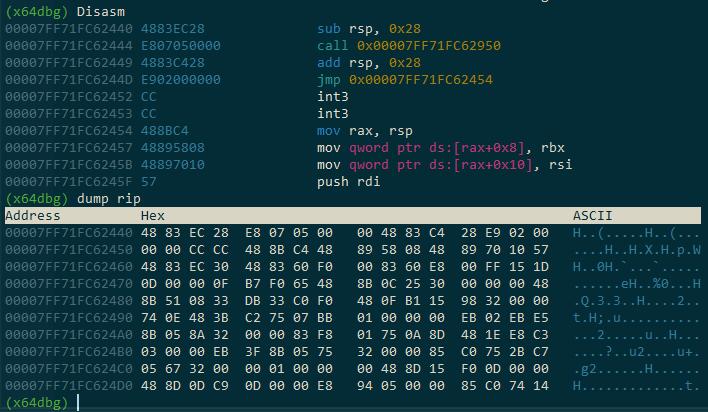 (x64dbg) Disasm
00007FF71FC62440 4883EC28 sub rsp, 0x28
00007FF71FC62444 E807050000 call 0x00007FF71FC62950
00007FF71FC62449 4883C428 add rsp, 0x28
00007FF71FC6244D E902000000 jmp 0x00007FF71FC62454
00007FF71FC62452 CC int3
00007FF71FC62453 CC int3
00007FF71FC62454 488BC4 mov rax, rsp
00007FF71FC62457 48895808 mov qword ptr ds:[rax+0x8], rbx
00007FF71FC6245B 48897010 mov qword ptr ds:[rax+0x10], rsi
00007FF71FC6245F 57 push rdi
(x64dbg) dump rip
Address Hex ASCII
00007FF71FC62440 48 83 EC 28 E8 07 05 00 00 48 83 C4 28 E9 02 00 H..(.....H..(...
00007FF71FC62450 00 00 CC CC 48 8B C4 48 89 58 08 48 89 70 10 57 ....H..H.X.H.p.W
00007FF71FC62460 48 83 EC 30 48 83 60 F0 00 83 60 E8 00 FF 15 1D H..0H.`...`.....
00007FF71FC62470 0D 00 00 0F B7 F0 65 48 8B 0C 25 30 00 00 00 48 ......eH..%0...H
00007FF71FC62480 8B 51 08 33 DB 33 C0 F0 48 0F B1 15 98 32 00 00 .Q.3.3..H....2..
00007FF71FC62490 74 0E 48 3B C2 75 07 BB 01 00 00 00 EB 02 EB E5 t.H;.u..........
00007FF71FC624A0 8B 05 8A 32 00 00 83 F8 01 75 0A 8D 48 1E E8 C3 ...2.....u..H...
00007FF71FC624B0 03 00 00 EB 3F 8B 05 75 32 00 00 85 C0 75 2B C7 ....?..u2....u+.
00007FF71FC624C0 05 67 32 00 00 01 00 00 00 48 8D 15 F0 0D 00 00 .g2......H......
00007FF71FC624D0 48 8D 0D C9 0D 00 00 E8 94 05 00 00 85 C0 74 14 H.............t.
(x64dbg)